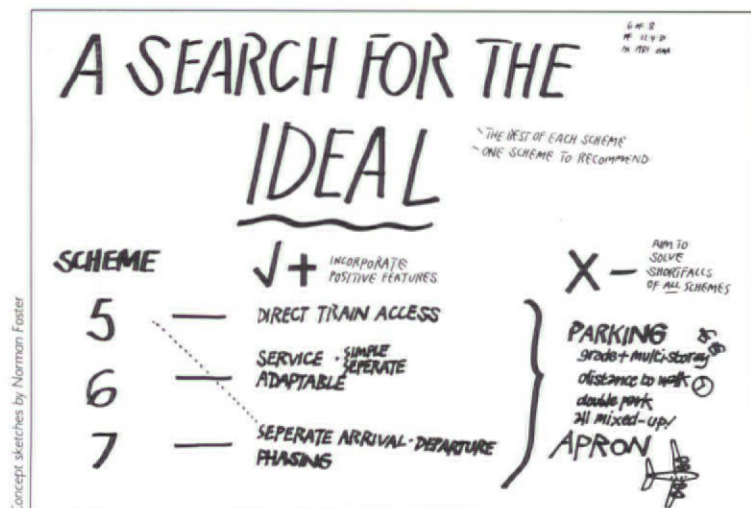 A SEARCH FOR THE
IDEAL
THE BEST OF EACH SCHEME
ONE SCHEME TO RECOMMEND
SCHEME
√ + INCORPORATE
POSITIVE FEATURES
X — AIM TO
SOLVE
SHORTFALLS
OF ALL SCHEMES
5 — DIRECT TRAIN ACCESS
6 — SERVICE · SIMPLE
SEPERATE
ADAPTABLE
7 — SEPERATE ARRIVAL · DEPARTURE
PHASING
PARKING
grade + multi-storey
distance to walk
double park
all mixed-up!
APRON
Concept sketches by Norman Foster